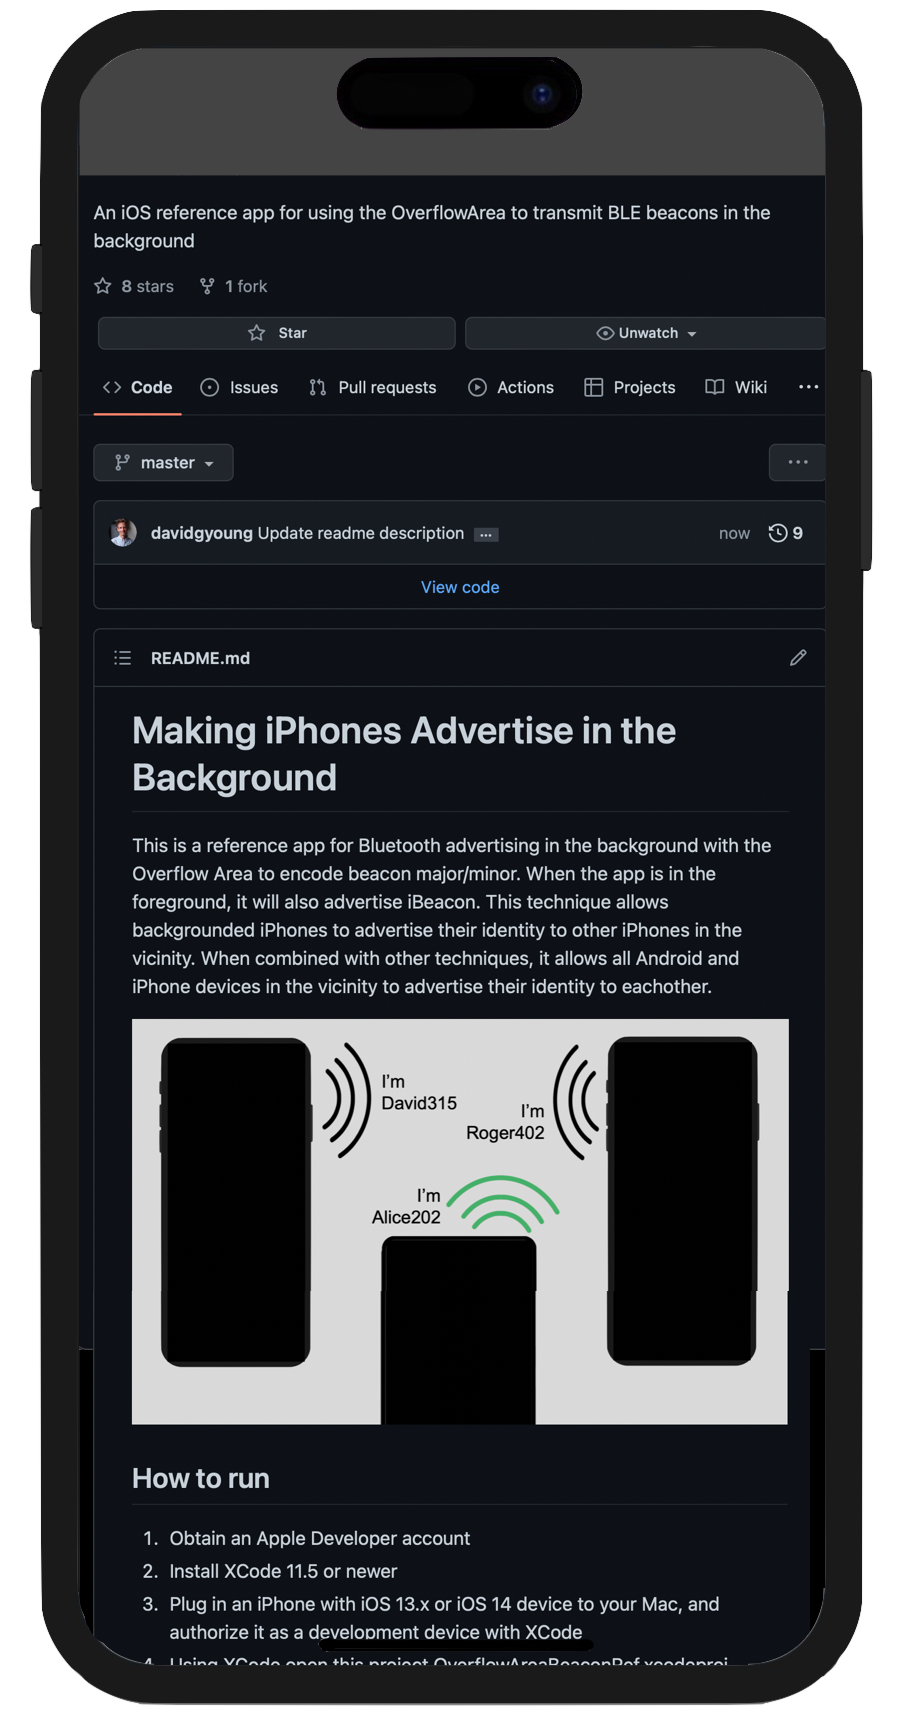 An iOS reference app for using the OverflowArea to transmit BLE beacons in the
background
8 stars 1 fork
Star Unwatch
Code Issues Pull requests Actions Projects Wiki ...
master ...
davidgyoung Update readme description ... now 9
View code
README.md
Making iPhones Advertise in the
Background
This is a reference app for Bluetooth advertising in the background with the
Overflow Area to encode beacon major/minor. When the app is in the
foreground, it will also advertise iBeacon. This technique allows
backgrounded iPhones to advertise their identity to other iPhones in the
vicinity. When combined with other techniques, it allows all Android and
iPhone devices in the vicinity to advertise their identity to eachother.
I'm
David315
I'm
Roger402
I'm
Alice202
How to run
1. Obtain an Apple Developer account
2. Install XCode 11.5 or newer
3. Plug in an iPhone with iOS 13.x or iOS 14 device to your Mac, and
authorize it as a development device with XCode
4. Using XCode open this project OverflowAreaBeaconRef.xcodeproj